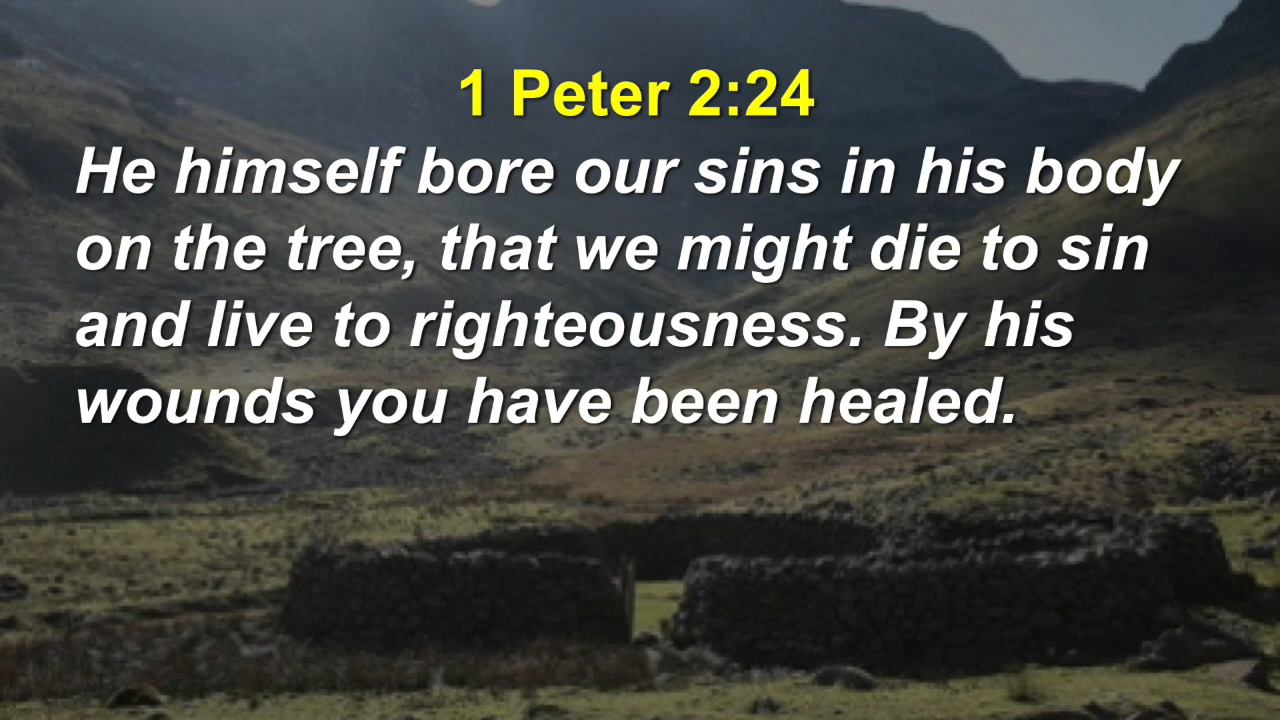 1 Peter 2:24
He himself bore our sins in his body
on the tree, that we might die to sin
and live to righteousness. By his
wounds you have been healed.